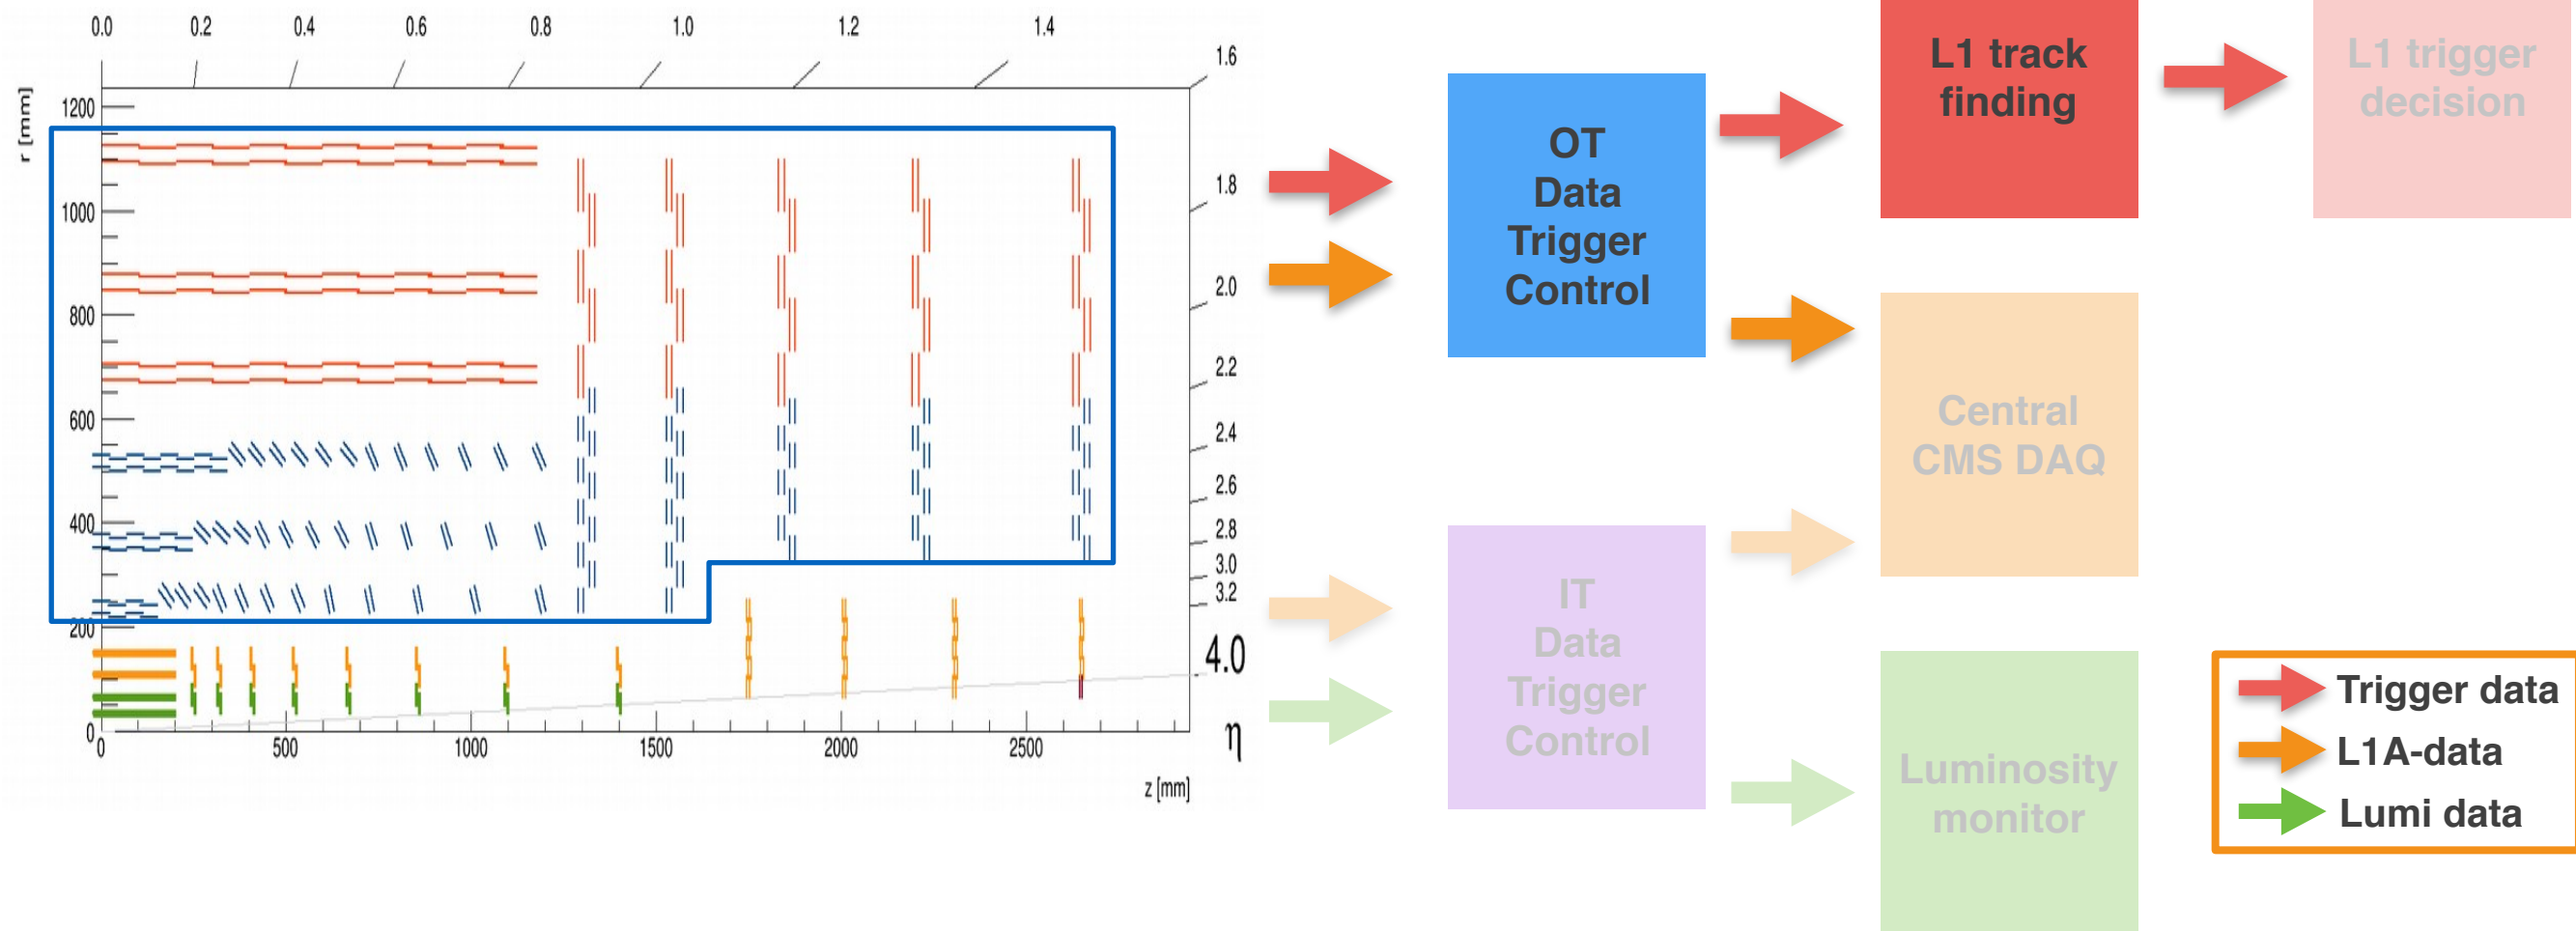 0.0 0.2 0.4 0.6 0.8 1.0 1.2 1.4
1.6
1.8
2.0
2.2
2.4
2.6
2.8
3.0
3.2
4.0
η
r [mm]
1200
1000
800
600
400
200
0
0 500 1000 1500 2000 2500
z [mm]
OT
Data
Trigger
Control
L1 track
finding
L1 trigger
decision
Central
CMS DAQ
IT
Data
Trigger
Control
Luminosity
monitor
Trigger data
L1A-data
Lumi data